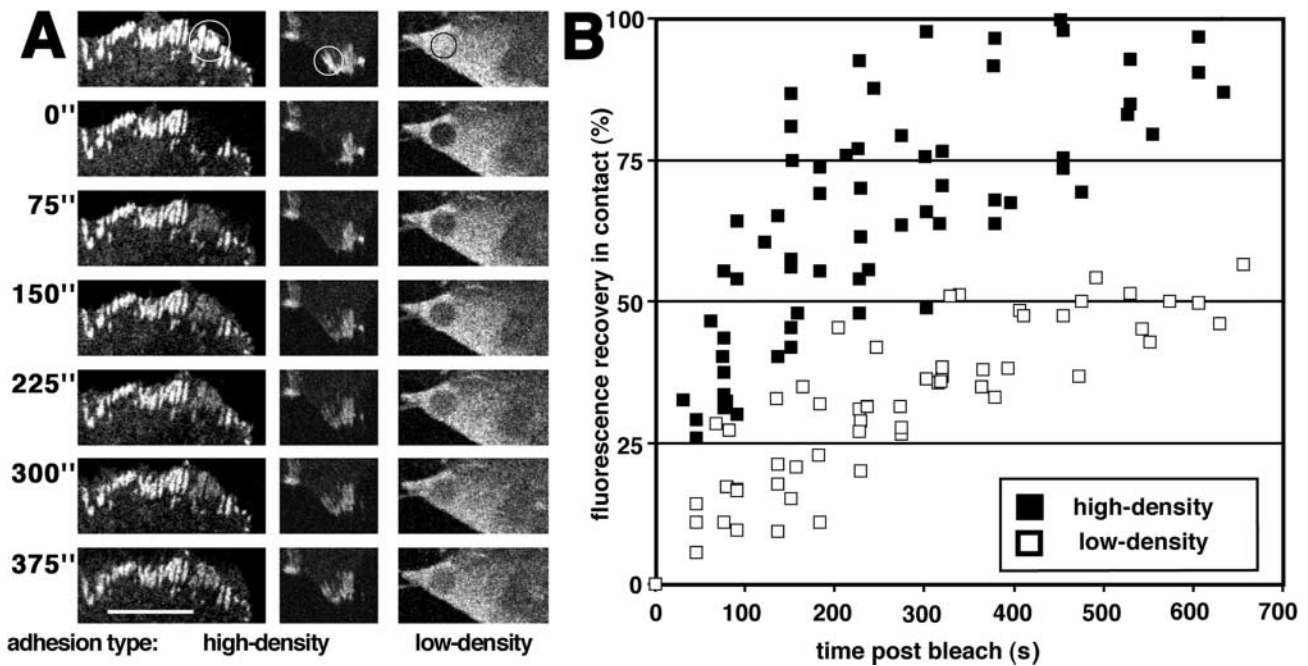 A
0''
75''
150''
225''
300''
375''
adhesion type: high-density low-density
B
fluorescence recovery in contact (%)
100
75
50
25
0
0 100 200 300 400 500 600 700
time post bleach (s)
high-density
low-density